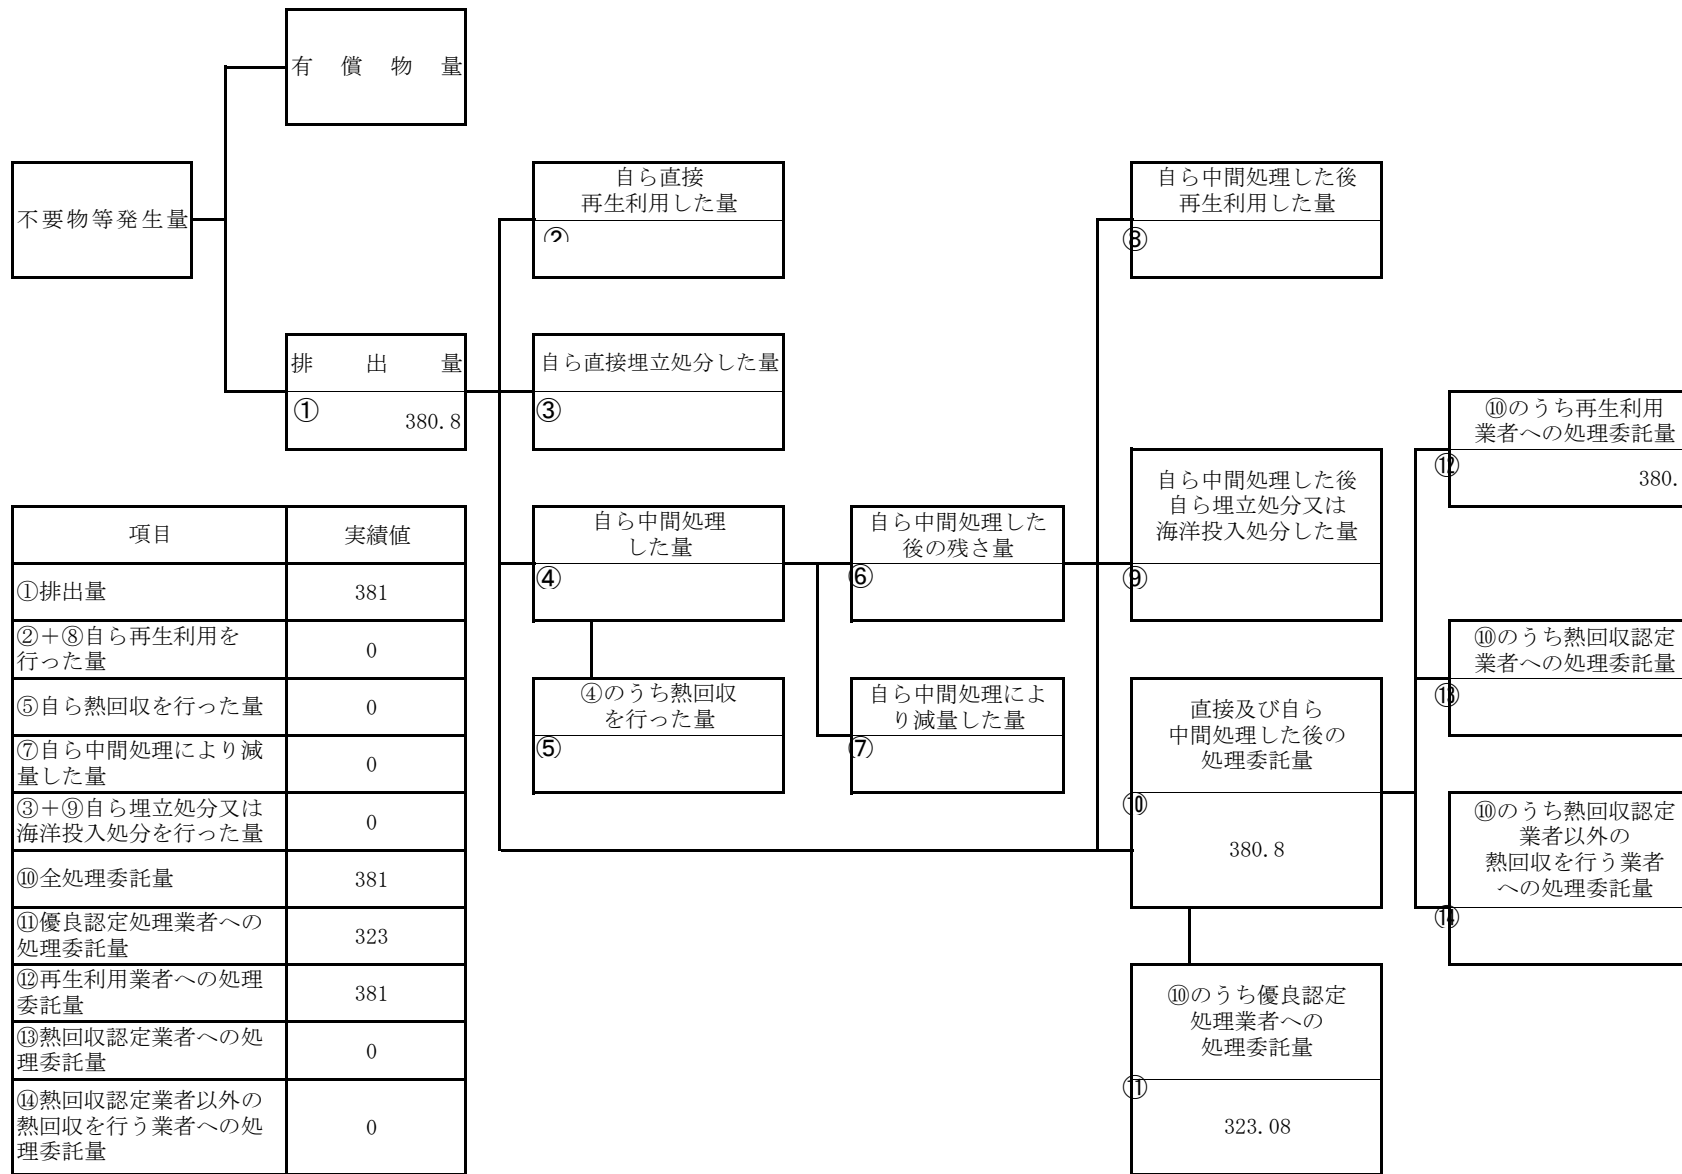 有償物量
不要物等発生量
自ら直接
再生利用した量
②
自ら中間処理した後
再生利用した量
⑧
排出量
①
380.8
自ら直接埋立処分した量
③
⑩のうち再生利用
業者への処理委託量
⑫
380.
自ら中間処理した後
自ら埋立処分又は
海洋投入処分した量
⑨
自ら中間処理
した量
④
自ら中間処理した
後の残さ量
⑥
④のうち熱回収
を行った量
⑤
自ら中間処理によ
り減量した量
⑦
⑩のうち熱回収認定
業者への処理委託量
⑬
直接及び自ら
中間処理した後の
処理委託量
⑩
380.8
⑩のうち熱回収認定
業者以外の
熱回収を行う業者
への処理委託量
⑭
⑩のうち優良認定
処理業者への
処理委託量
⑪
323.08
項目 実績値
①排出量 381
②+⑧自ら再生利用を
行った量 0
⑤自ら熱回収を行った量 0
⑦自ら中間処理により減
量した量 0
③+⑨自ら埋立処分又は
海洋投入処分を行った量 0
⑩全処理委託量 381
⑪優良認定処理業者への
処理委託量 323
⑫再生利用業者への処理
委託量 381
⑬熱回収認定業者への処
理委託量 0
⑭熱回収認定業者以外の
熱回収を行う業者への処
理委託量 0